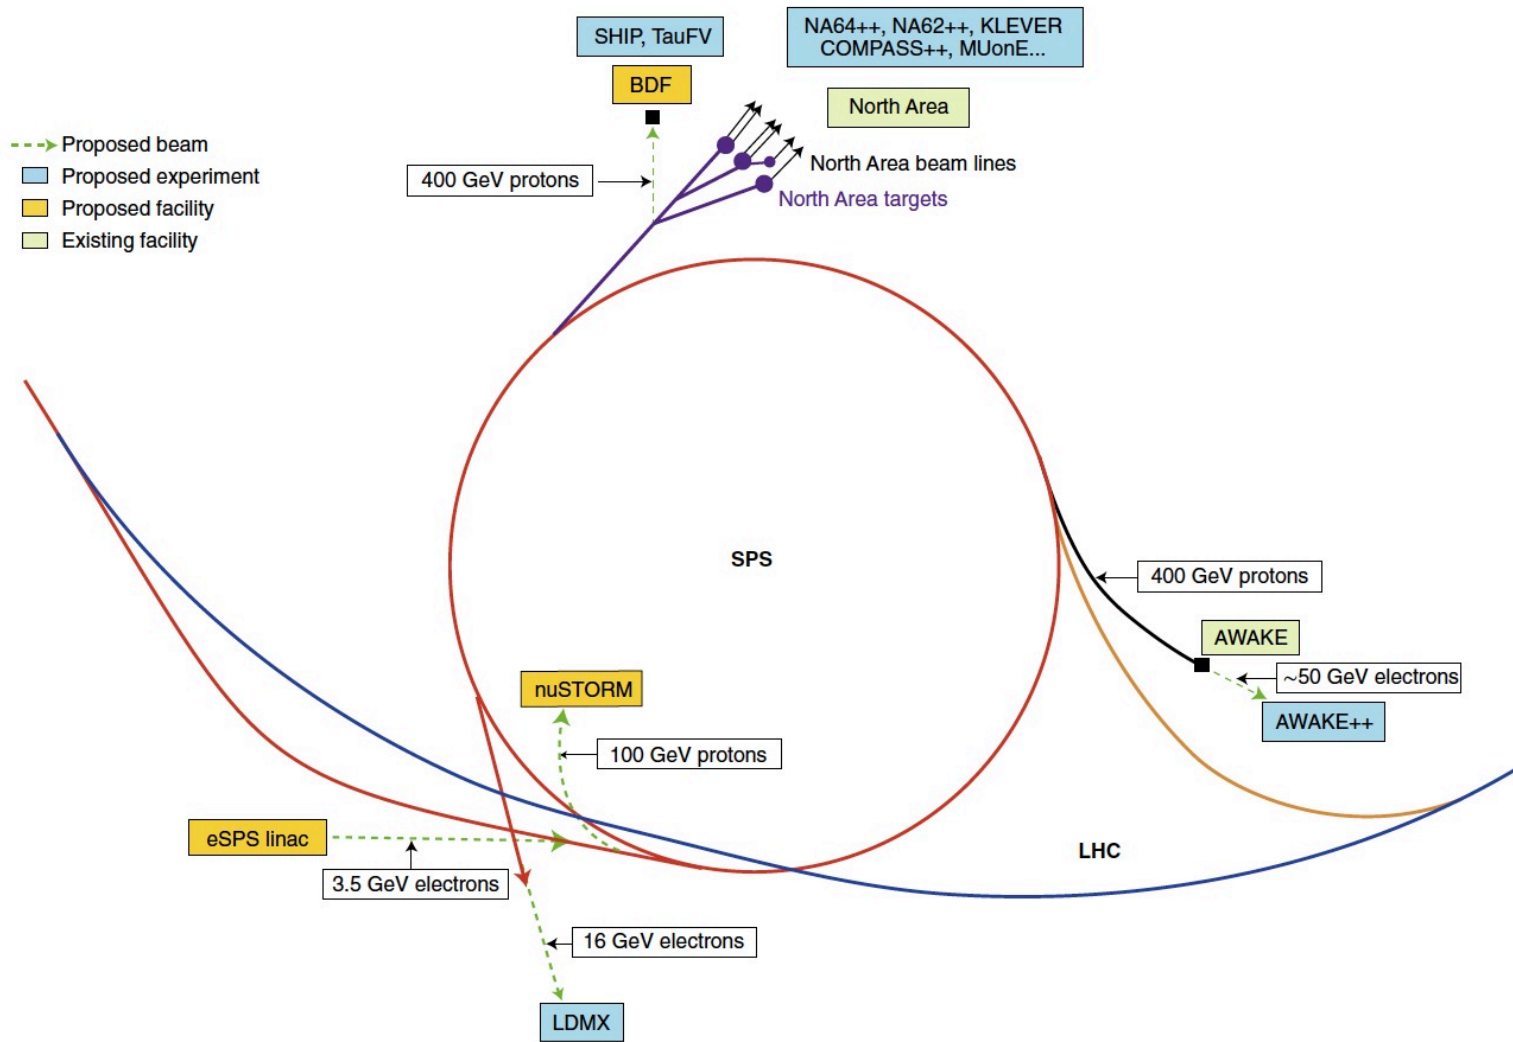 SHIP, TauFV
NA64++, NA62++, KLEVER
COMPASS++, MUonE...
BDF
North Area
Proposed beam
Proposed experiment
Proposed facility
Existing facility
400 GeV protons
North Area beam lines
North Area targets
SPS
400 GeV protons
AWAKE
~50 GeV electrons
AWAKE++
nuSTORM
100 GeV protons
eSPS linac
3.5 GeV electrons
LHC
16 GeV electrons
LDMX